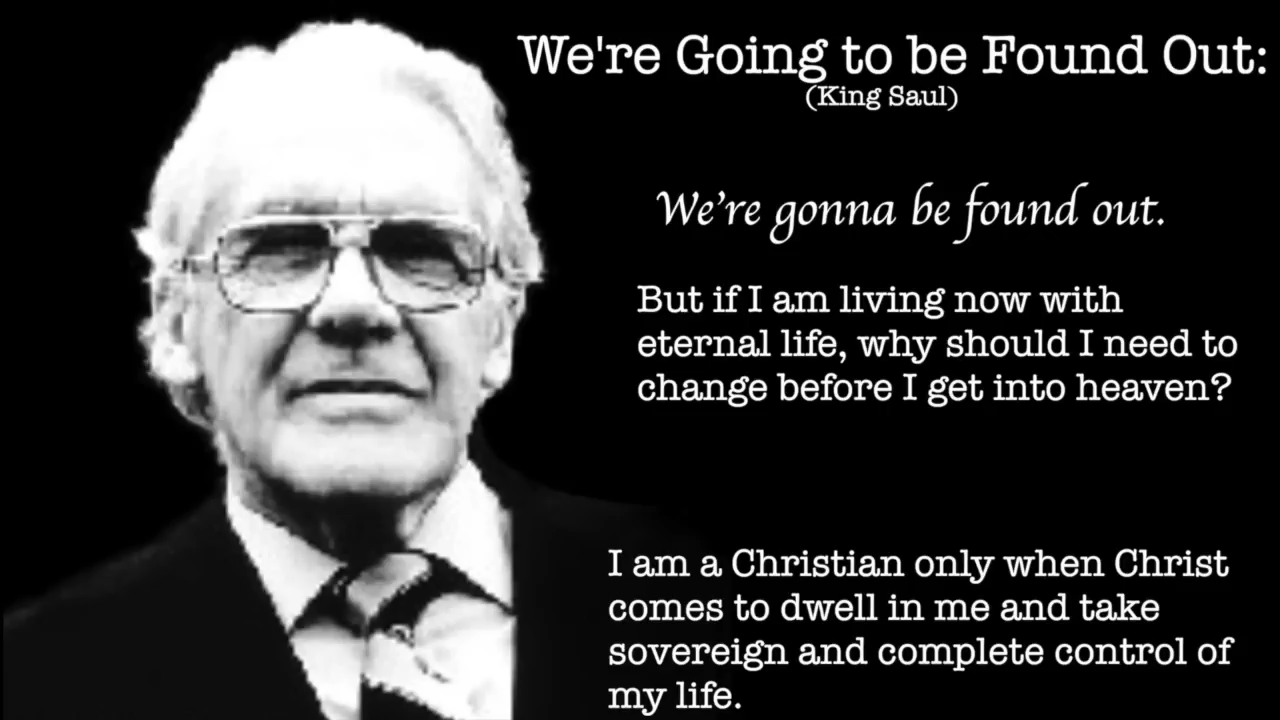 We're Going to be Found Out:
(King Saul)
We're gonna be found out.
But if I am living now with
eternal life, why should I need to
change before I get into heaven?
I am a Christian only when Christ
comes to dwell in me and take
sovereign and complete control of
my life.